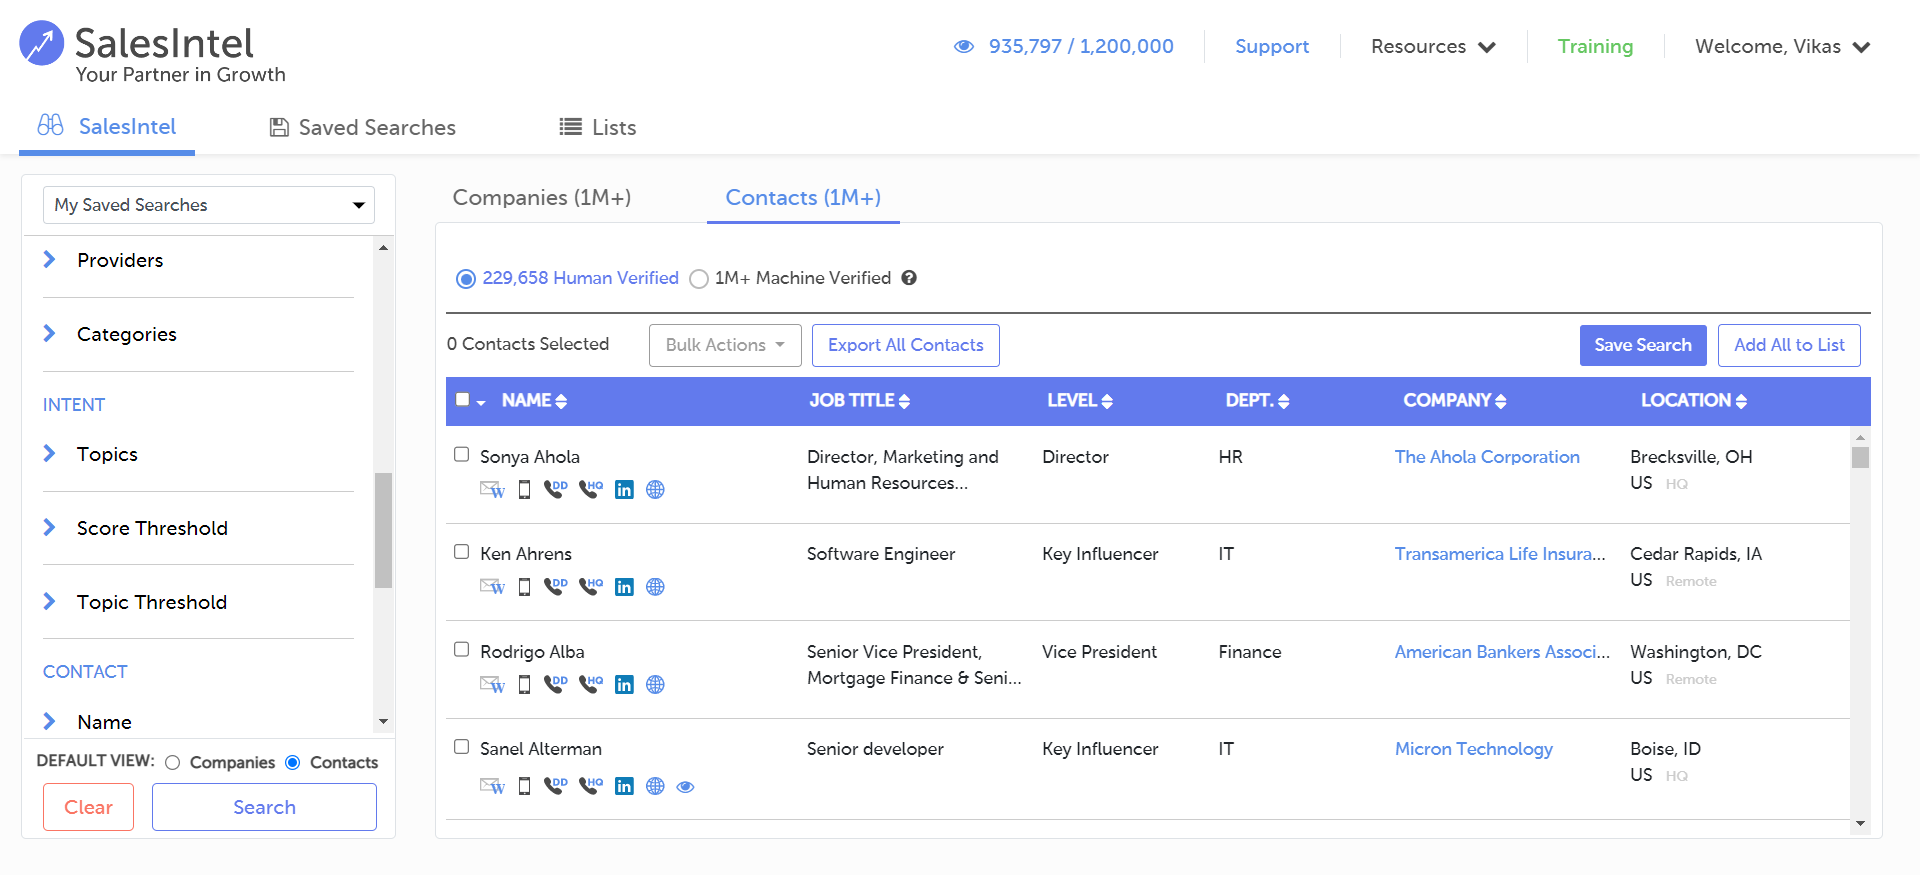 SalesIntel
Your Partner in Growth
935,797 / 1,200,000
Support
Resources
Training
Welcome, Vikas
SalesIntel
Saved Searches
Lists
My Saved Searches
Providers
Categories
INTENT
Topics
Score Threshold
Topic Threshold
CONTACT
Name
DEFAULT VIEW: Companies Contacts
Clear
Search
Companies (1M+)
Contacts (1M+)
229,658 Human Verified 1M+ Machine Verified ?
0 Contacts Selected
Bulk Actions
Export All Contacts
Save Search
Add All to List
NAME JOB TITLE LEVEL DEPT. COMPANY LOCATION
Sonya Ahola Director, Marketing and Director HR The Ahola Corporation Brecksville, OH
Human Resources... US HQ
W DD HQ in
Ken Ahrens Software Engineer Key Influencer IT Transamerica Life Insura... Cedar Rapids, IA
US Remote
W DD HQ in
Rodrigo Alba Senior Vice President, Vice President Finance American Bankers Associ... Washington, DC
Mortgage Finance & Seni... US Remote
W DD HQ in
Sanel Alterman Senior developer Key Influencer IT Micron Technology Boise, ID
US HQ
W DD HQ in